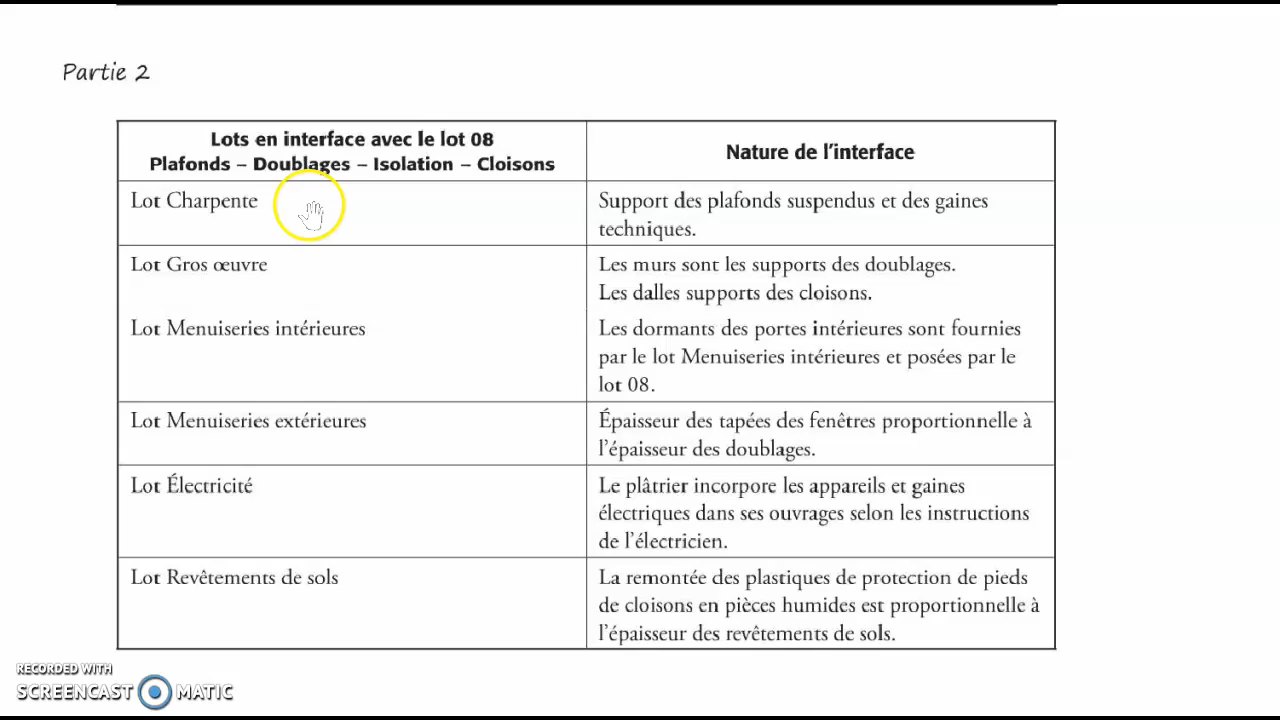 Partie 2
Lots en interface avec le lot 08
Plafonds – Doublages – Isolation – Cloisons
Nature de l'interface
Lot Charpente
Support des plafonds suspendus et des gaines
techniques.
Lot Gros œuvre
Les murs sont les supports des doublages.
Les dalles supports des cloisons.
Lot Menuiseries intérieures
Les dormants des portes intérieures sont fournies
par le lot Menuiseries intérieures et posées par le
lot 08.
Lot Menuiseries extérieures
Épaisseur des tapées des fenêtres proportionnelle à
l'épaisseur des doublages.
Lot Électricité
Le plâtrier incorpore les appareils et gaines
électriques dans ses ouvrages selon les instructions
de l'électricien.
Lot Revêtements de sols
La remontée des plastiques de protection de pieds
de cloisons en pièces humides est proportionnelle à
l'épaisseur des revêtements de sols.
RECORDED WITH
SCREENCAST MATIC